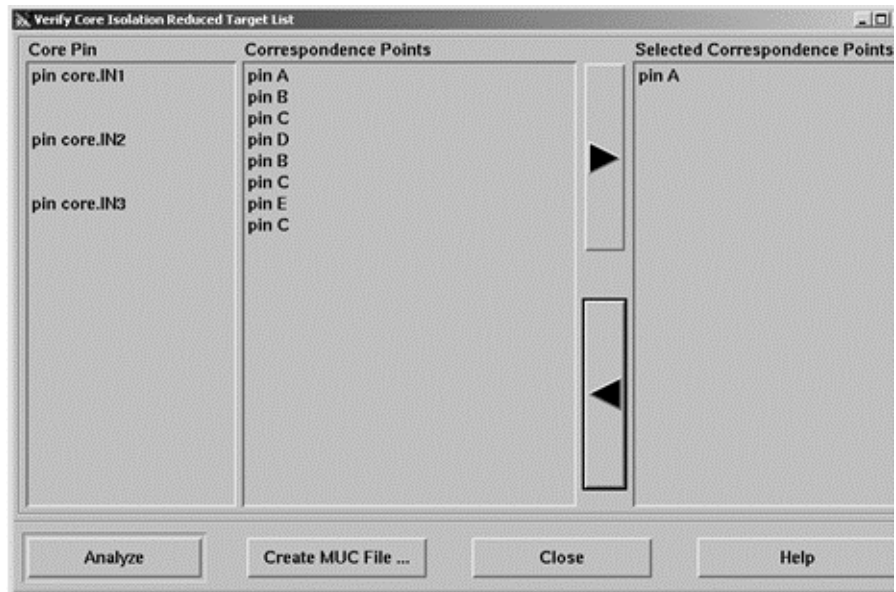 Verify Core Isolation Reduced Target List
Core Pin Correspondence Points Selected Correspondence Points
pin core.IN1 pin A pin A
pin B
pin C
pin core.IN2 pin D
pin B
pin C
pin core.IN3 pin E
pin C
Analyze Create MUC File ... Close Help